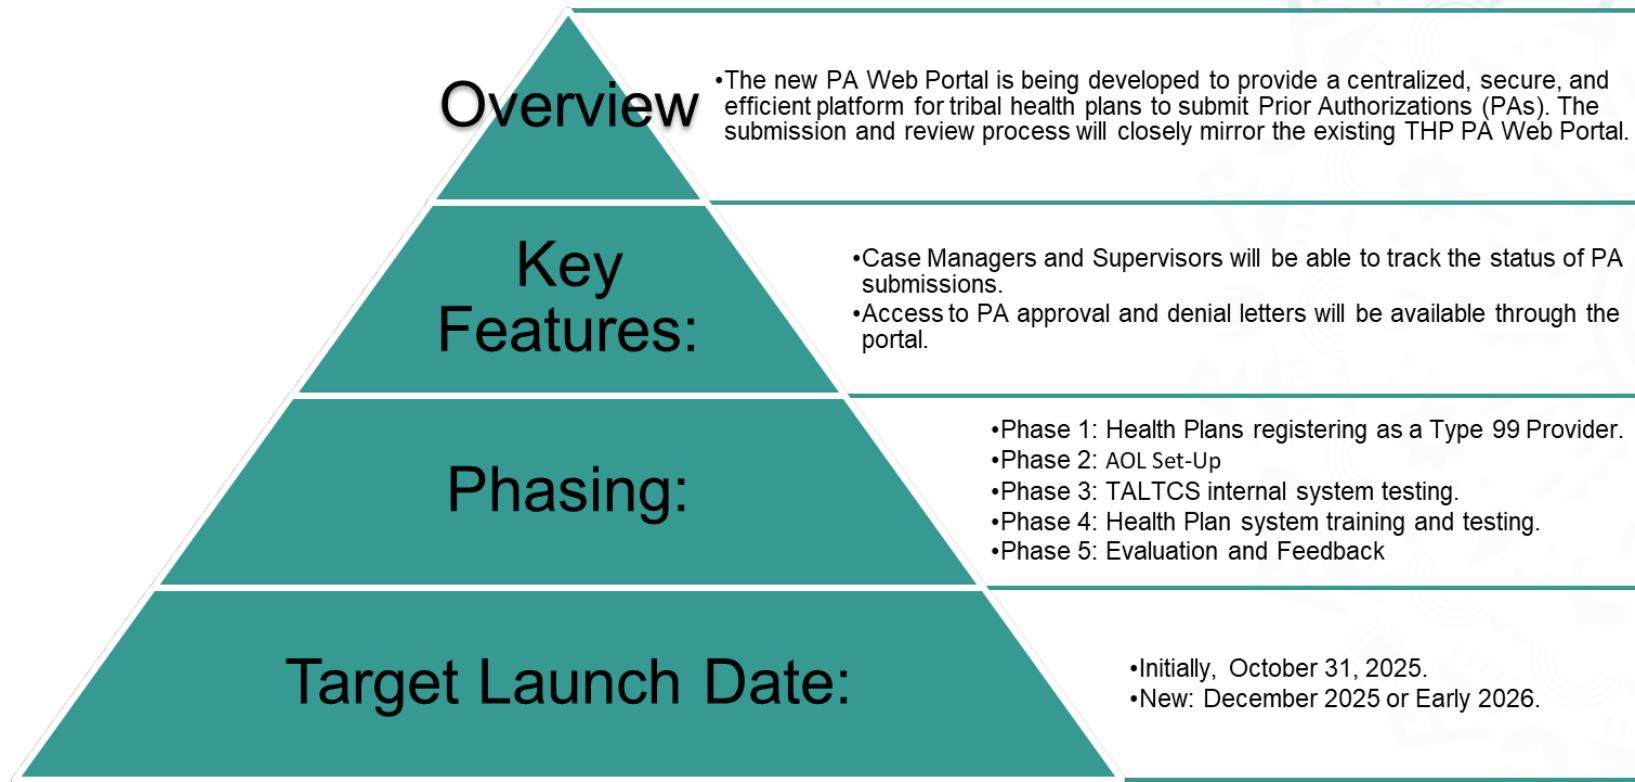 Overview
•The new PA Web Portal is being developed to provide a centralized, secure, and
efficient platform for tribal health plans to submit Prior Authorizations (PAs). The
submission and review process will closely mirror the existing THP PA Web Portal.
Key
Features:
•Case Managers and Supervisors will be able to track the status of PA
submissions.
•Access to PA approval and denial letters will be available through the
portal.
Phasing:
•Phase 1: Health Plans registering as a Type 99 Provider.
•Phase 2: AOL Set-Up
•Phase 3: TALTCS internal system testing.
•Phase 4: Health Plan system training and testing.
•Phase 5: Evaluation and Feedback
Target Launch Date:
•Initially, October 31, 2025.
•New: December 2025 or Early 2026.